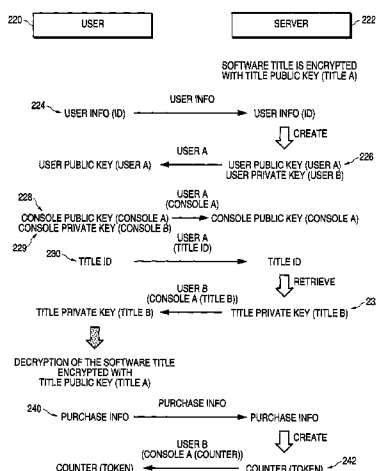 220 USER SERVER 222
SOFTWARE TITLE IS ENCRYPTED
WITH TITLE PUBLIC KEY (TITLE A)
USER INFO
224 USER INFO (ID) USER INFO (ID)
CREATE
USER A
USER PUBLIC KEY (USER A) USER PUBLIC KEY (USER A) 226
USER PRIVATE KEY (USER B)
USER A
(CONSOLE A)
228
CONSOLE PUBLIC KEY (CONSOLE A) CONSOLE PUBLIC KEY (CONSOLE A)
CONSOLE PRIVATE KEY (CONSOLE B)
229
USER A
(TITLE ID)
230
TITLE ID TITLE ID
RETRIEVE
USER B
(CONSOLE A (TITLE B))
TITLE PRIVATE KEY (TITLE B) TITLE PRIVATE KEY (TITLE B)
DECRYPTION OF THE SOFTWARE TITLE
ENCRYPTED WITH
TITLE PUBLIC KEY (TITLE A)
PURCHASE INFO
240 PURCHASE INFO PURCHASE INFO
CREATE
USER B
(CONSOLE A (COUNTER))
242
COUNTER (TOKEN) COUNTER (TOKEN)